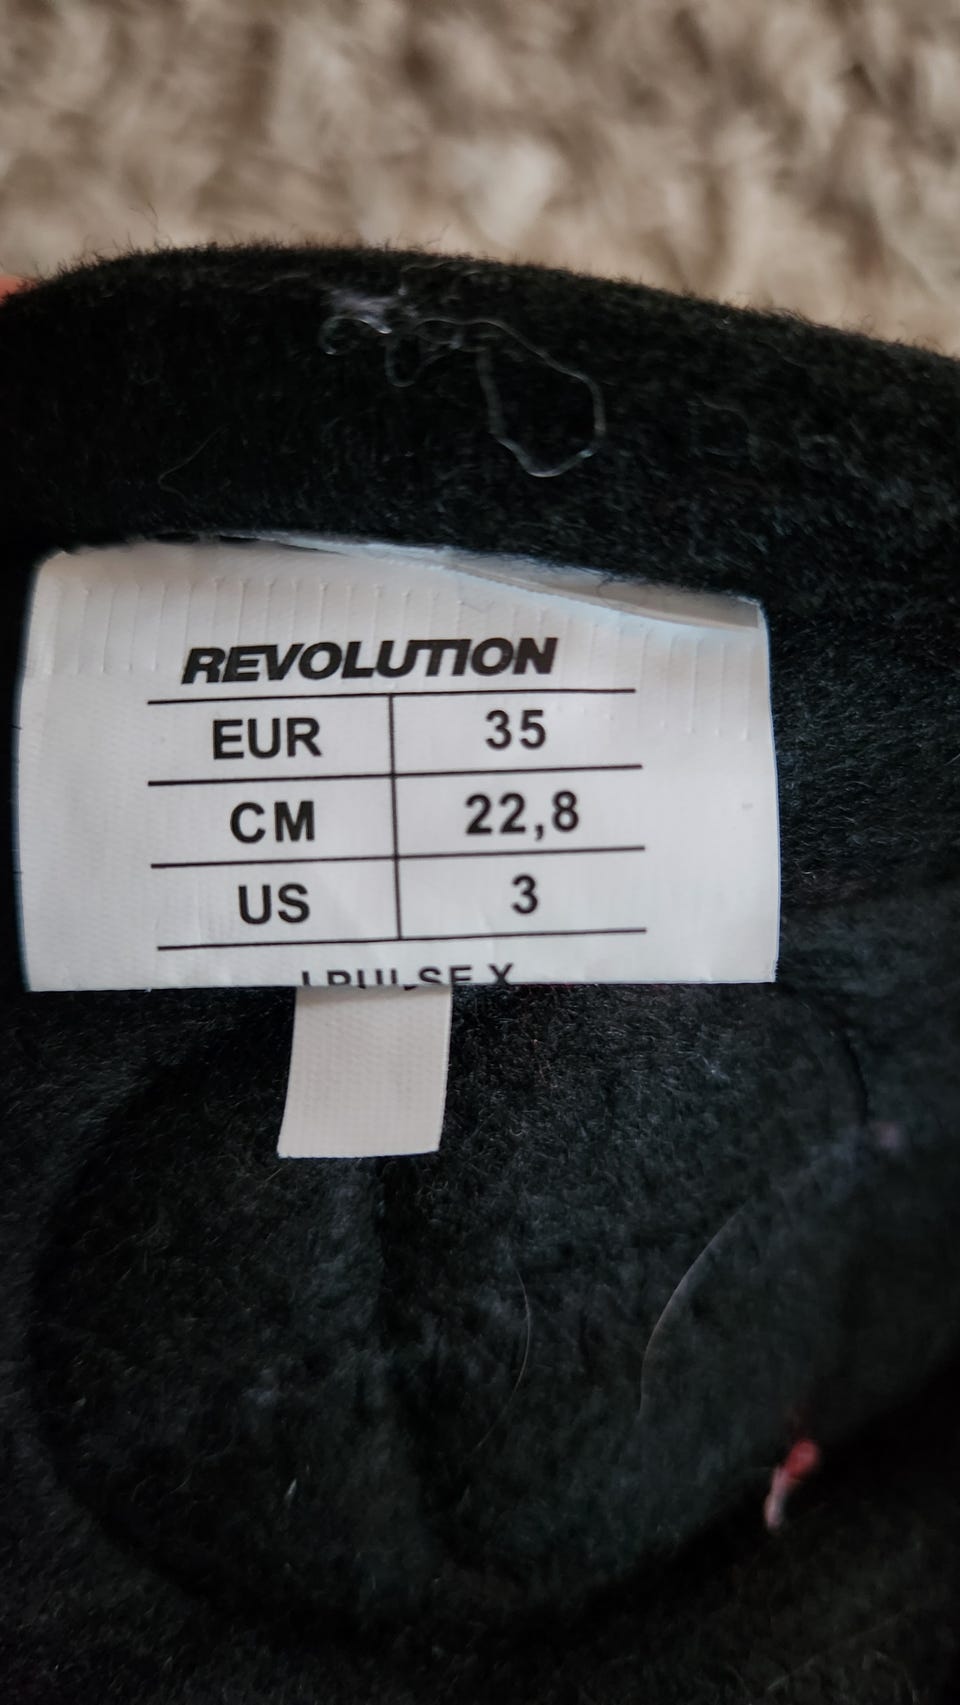 REVOLUTION
EUR 35
CM 22,8
US 3